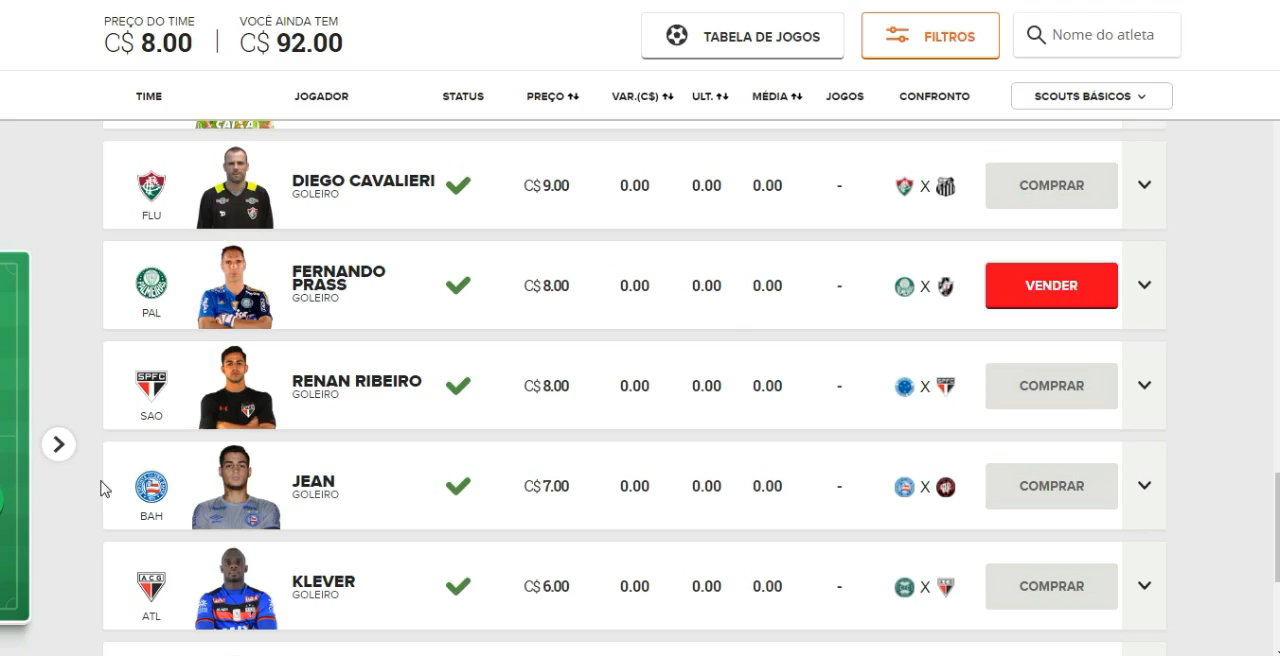 PREÇO DO TIME
C$ 8.00
VOCÊ AINDA TEM
C$ 92.00
TABELA DE JOGOS
FILTROS
Nome do atleta
TIME JOGADOR STATUS PREÇO VAR.(C$) ULT. MÉDIA JOGOS CONFRONTO SCOUTS BÁSICOS
FLU
DIEGO CAVALIERI
GOLEIRO
C$ 9.00 0.00 0.00 0.00 - X COMPRAR
PAL
FERNANDO
PRASS
GOLEIRO
C$ 8.00 0.00 0.00 0.00 - X VENDER
SPFC
SAO
RENAN RIBEIRO
GOLEIRO
C$ 8.00 0.00 0.00 0.00 - X COMPRAR
BAH
JEAN
GOLEIRO
C$ 7.00 0.00 0.00 0.00 - X COMPRAR
ACG
ATL
KLEVER
GOLEIRO
C$ 6.00 0.00 0.00 0.00 - X COMPRAR